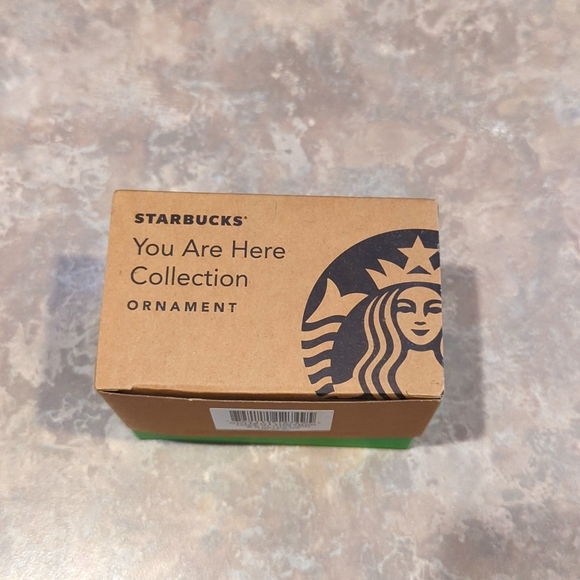 STARBUCKS®
You Are Here
Collection
ORNAMENT